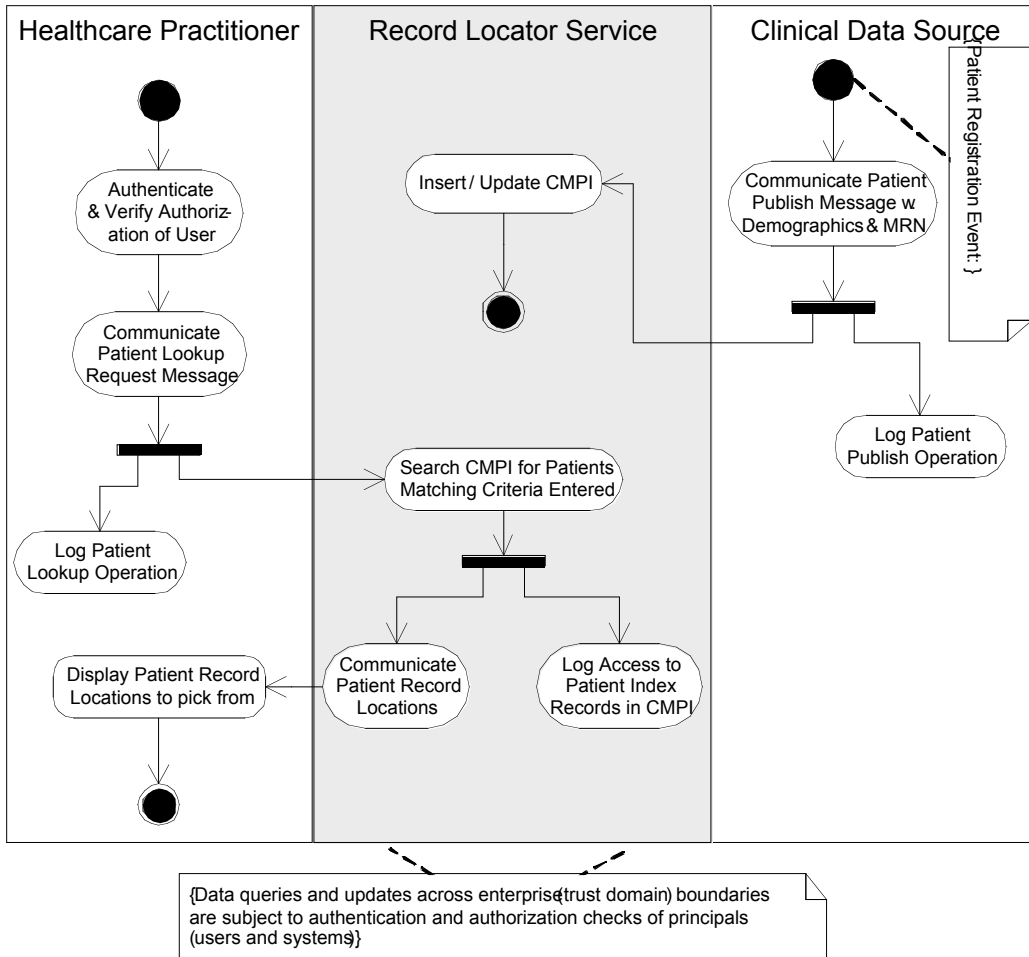 Healthcare Practitioner
Record Locator Service
Clinical Data Source
Authenticate
& Verify Authoriz-
ation of User
Communicate
Patient Lookup
Request Message
Log Patient
Lookup Operation
Display Patient Record
Locations to pick from
Insert / Update CMPI
Search CMPI for Patients
Matching Criteria Entered
Communicate
Patient Record
Locations
Log Access to
Patient Index
Records in CMPI
Communicate Patient
Publish Message w.
Demographics & MRN
Log Patient
Publish Operation
{Patient Registration Event: }
{Data queries and updates across enterprise (trust domain) boundaries
are subject to authentication and authorization checks of principals
(users and systems)}